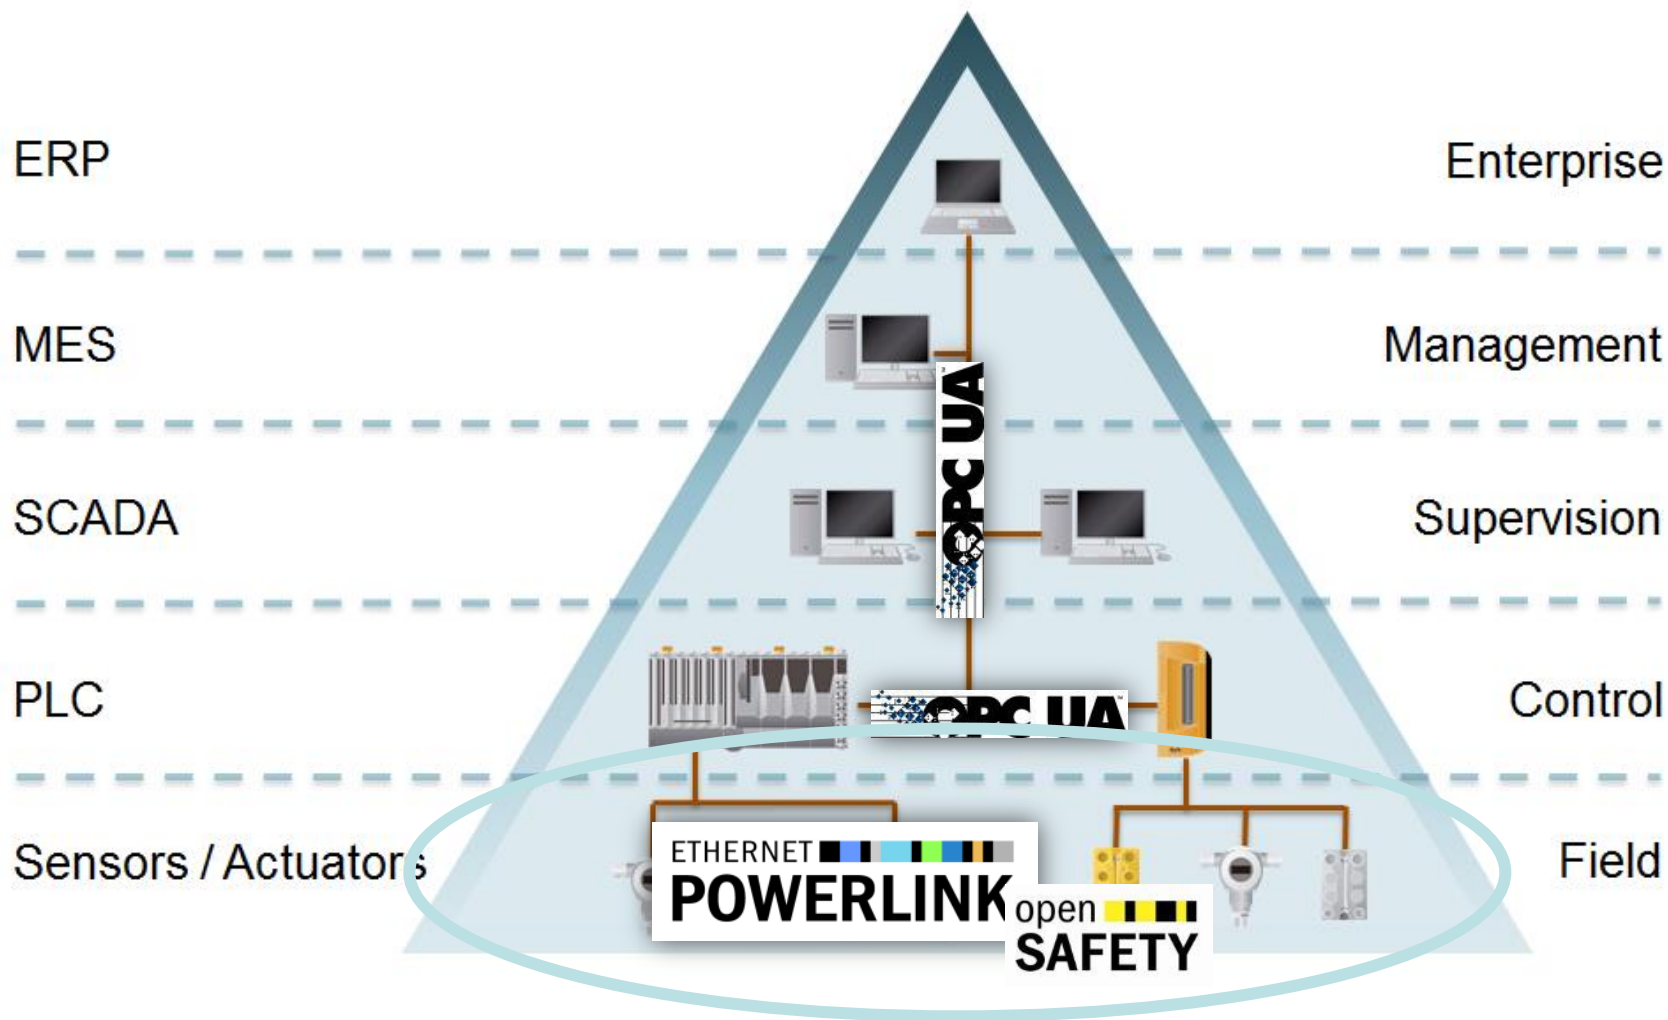 ERP
Enterprise
MES
Management
OPC UA
SCADA
Supervision
PLC
OPC UA
Control
Sensors / Actuators
Field
ETHERNET
POWERLINK
open
SAFETY